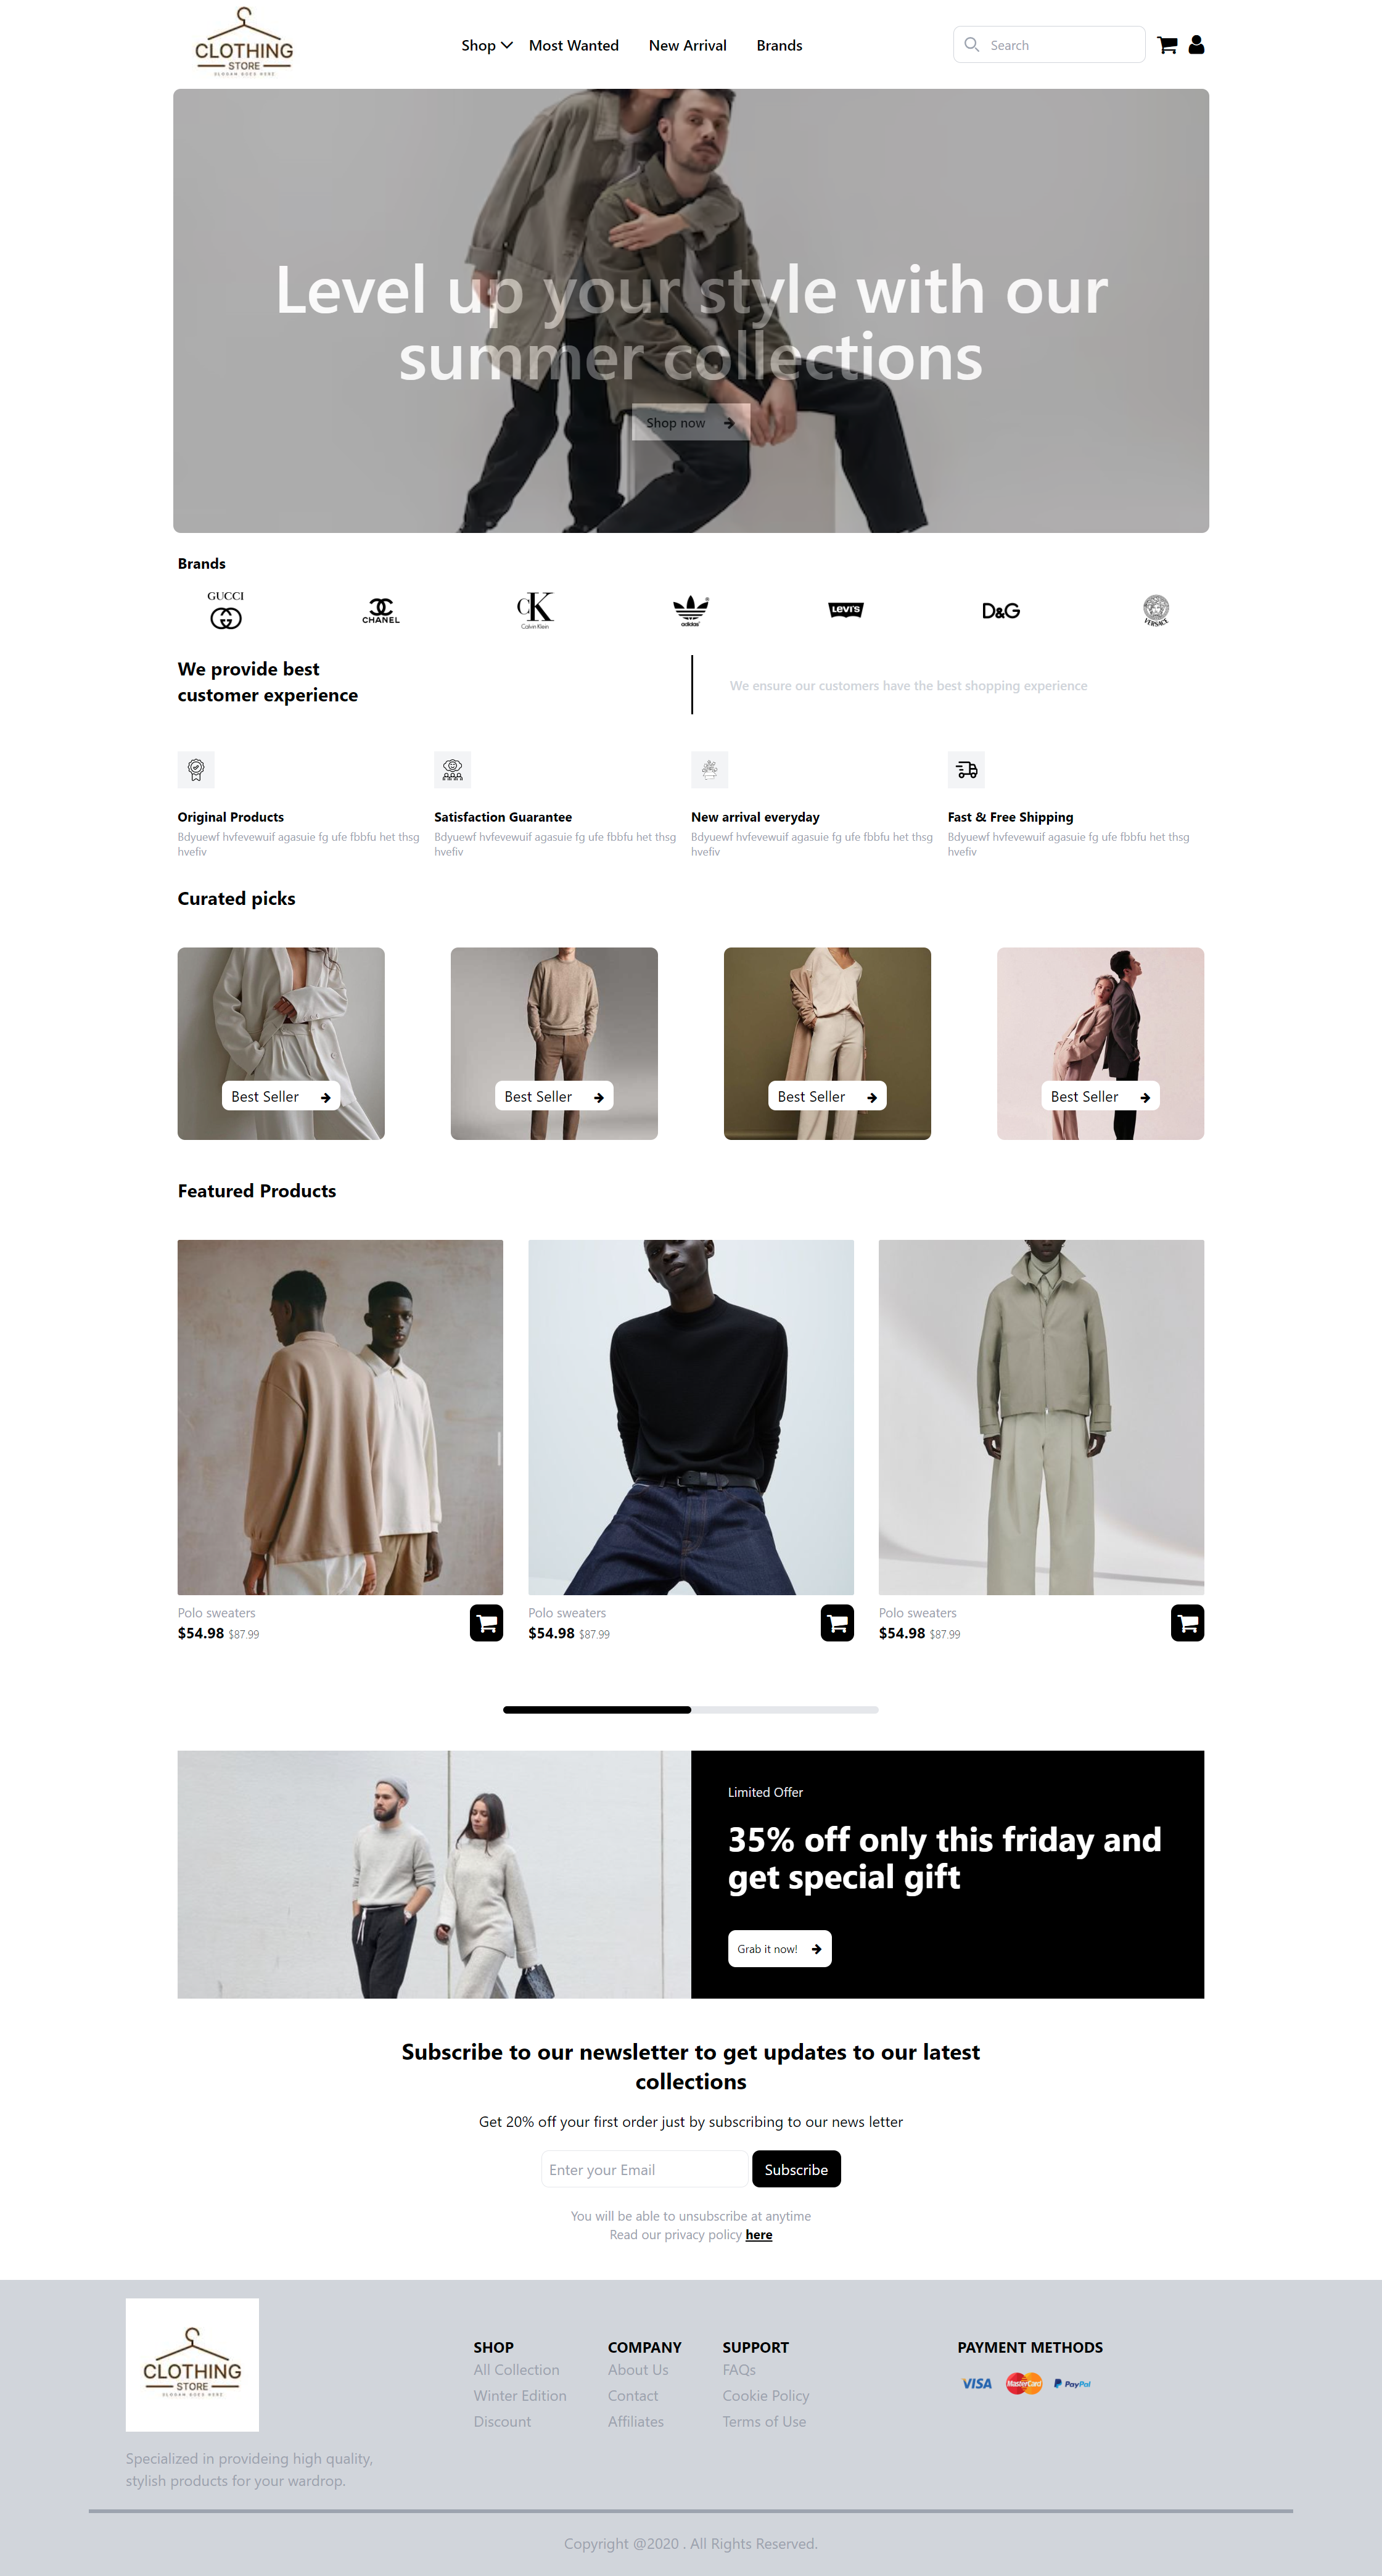 CLOTHING
STORE
SLOGAN GOES HERE
Shop
Most Wanted
New Arrival
Brands
Search
Level up your style with our
summer collections
Shop now
Brands
GUCCI
CHANEL
cK
Calvin Klein
adidas
LEVI'S
D&G
VERSACE
We provide best
customer experience
We ensure our customers have the best shopping experience
Original Products
Bdyuewf hvfevewuif agasuie fg ufe fbbfu het thsg
hvefiv
Satisfaction Guarantee
Bdyuewf hvfevewuif agasuie fg ufe fbbfu het thsg
hvefiv
New arrival everyday
Bdyuewf hvfevewuif agasuie fg ufe fbbfu het thsg
hvefiv
Fast & Free Shipping
Bdyuewf hvfevewuif agasuie fg ufe fbbfu het thsg
hvefiv
Curated picks
Best Seller
Best Seller
Best Seller
Best Seller
Featured Products
Polo sweaters
$54.98 $87.99
Polo sweaters
$54.98 $87.99
Polo sweaters
$54.98 $87.99
Limited Offer
35% off only this friday and
get special gift
Grab it now!
Subscribe to our newsletter to get updates to our latest
collections
Get 20% off your first order just by subscribing to our news letter
Enter your Email
Subscribe
You will be able to unsubscribe at anytime
Read our privacy policy here
CLOTHING
STORE
SLOGAN GOES HERE
Specialized in provideing high quality,
stylish products for your wardrop.
SHOP
All Collection
Winter Edition
Discount
COMPANY
About Us
Contact
Affiliates
SUPPORT
FAQs
Cookie Policy
Terms of Use
PAYMENT METHODS
VISA
MasterCard
PayPal
Copyright @2020 . All Rights Reserved.